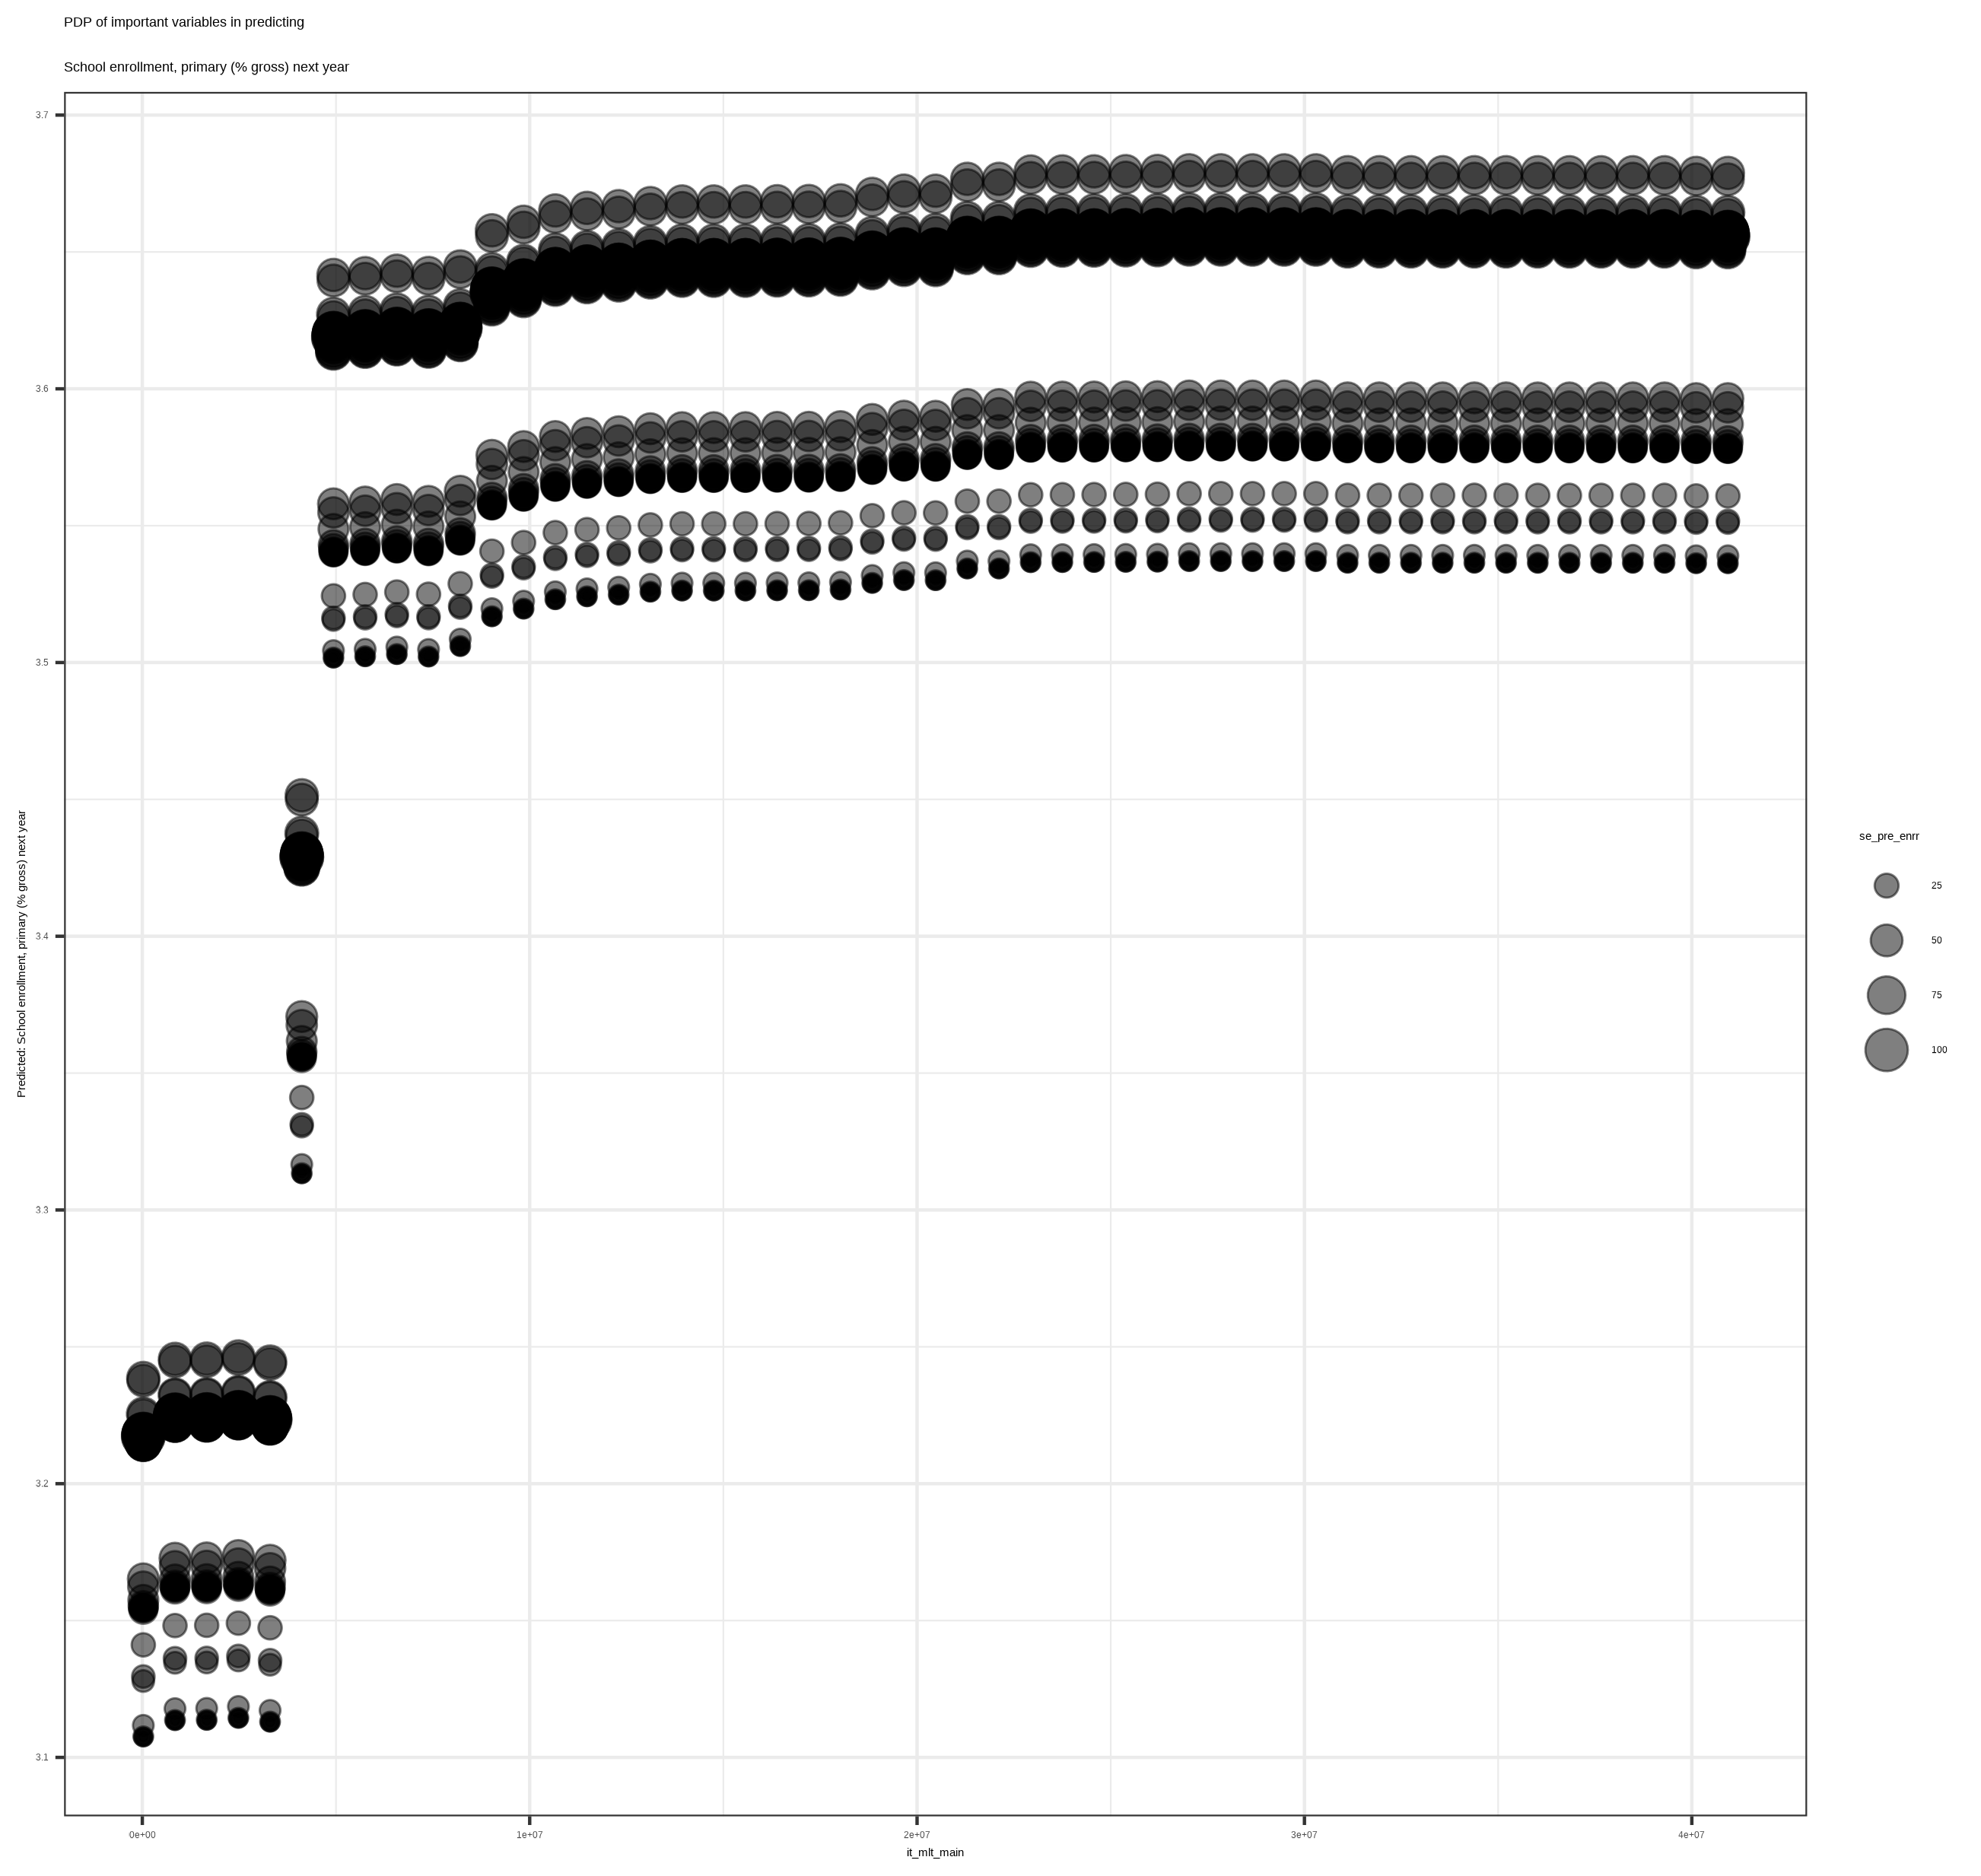 PDP of important variables in predicting
School enrollment, primary (% gross) next year
3.7
3.6
3.5
3.4
3.3
3.2
3.1
Predicted: School enrollment, primary (% gross) next year
0e+00
1e+07
2e+07
3e+07
4e+07
it_mlt_main
se_pre_enrr
25
50
75
100